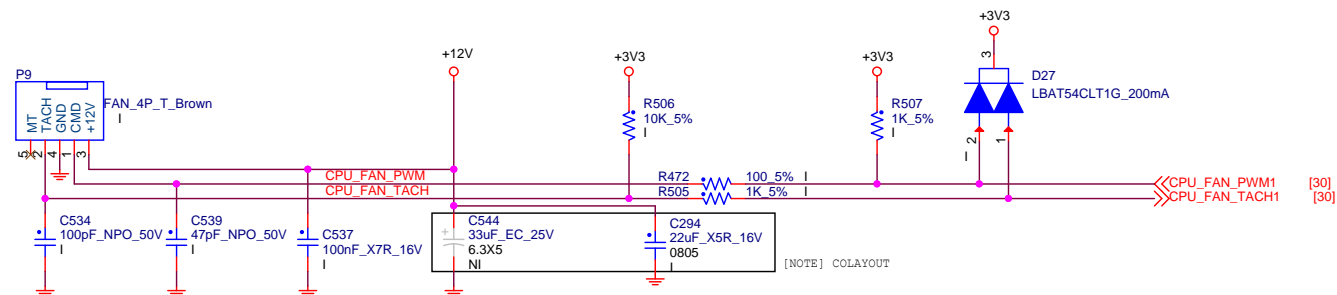 +3V3
+12V
+3V3
+3V3
P9
FAN_4P_T_Brown
I
MT
TACH
GND
CMD
+12V
5
2
4
1
3
R506
10K_5%
I
R507
1K_5%
I
3
D27
LBAT54CLT1G_200mA
2
1
I
CPU_FAN_PWM
R472
100_5%
I
CPU_FAN_PWM1
[30]
CPU_FAN_TACH
R505
1K_5%
I
CPU_FAN_TACH1
[30]
C534
100pF_NPO_50V
I
C539
47pF_NPO_50V
I
C537
100nF_X7R_16V
I
C544
33uF_EC_25V
6.3X5
NI
C294
22uF_X5R_16V
0805
I
[NOTE] COLAYOUT